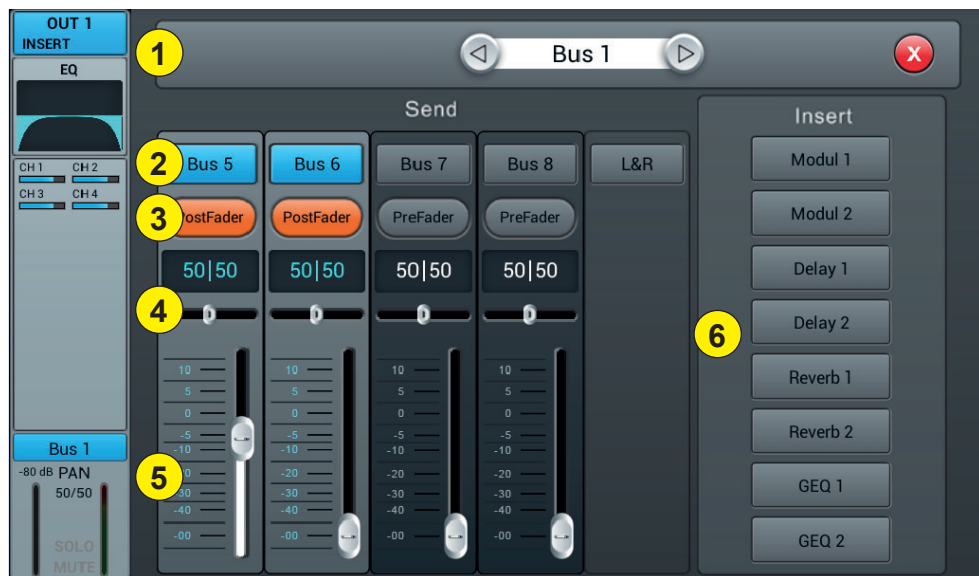 OUT 1
INSERT
EQ
CH 1 CH 2
CH 3 CH 4
Bus 1
-80 dB PAN
50/50
SOLO
MUTE
1
Bus 1
X
Send
2
Bus 5 Bus 6 Bus 7 Bus 8 L&R
3
PostFader PostFader PreFader PreFader
50|50 50|50 50|50 50|50
4
10 10 10 10
5 5 5 5
0 0 0 0
-5 -5 -5 -5
-10 -10 -10 -10
5
-20 -20 -20
-30 -30 -30 -30
-40 -40 -40 -40
-00 -00 -00 -00
Insert
Modul 1
Modul 2
Delay 1
Delay 2
6
Reverb 1
Reverb 2
GEQ 1
GEQ 2